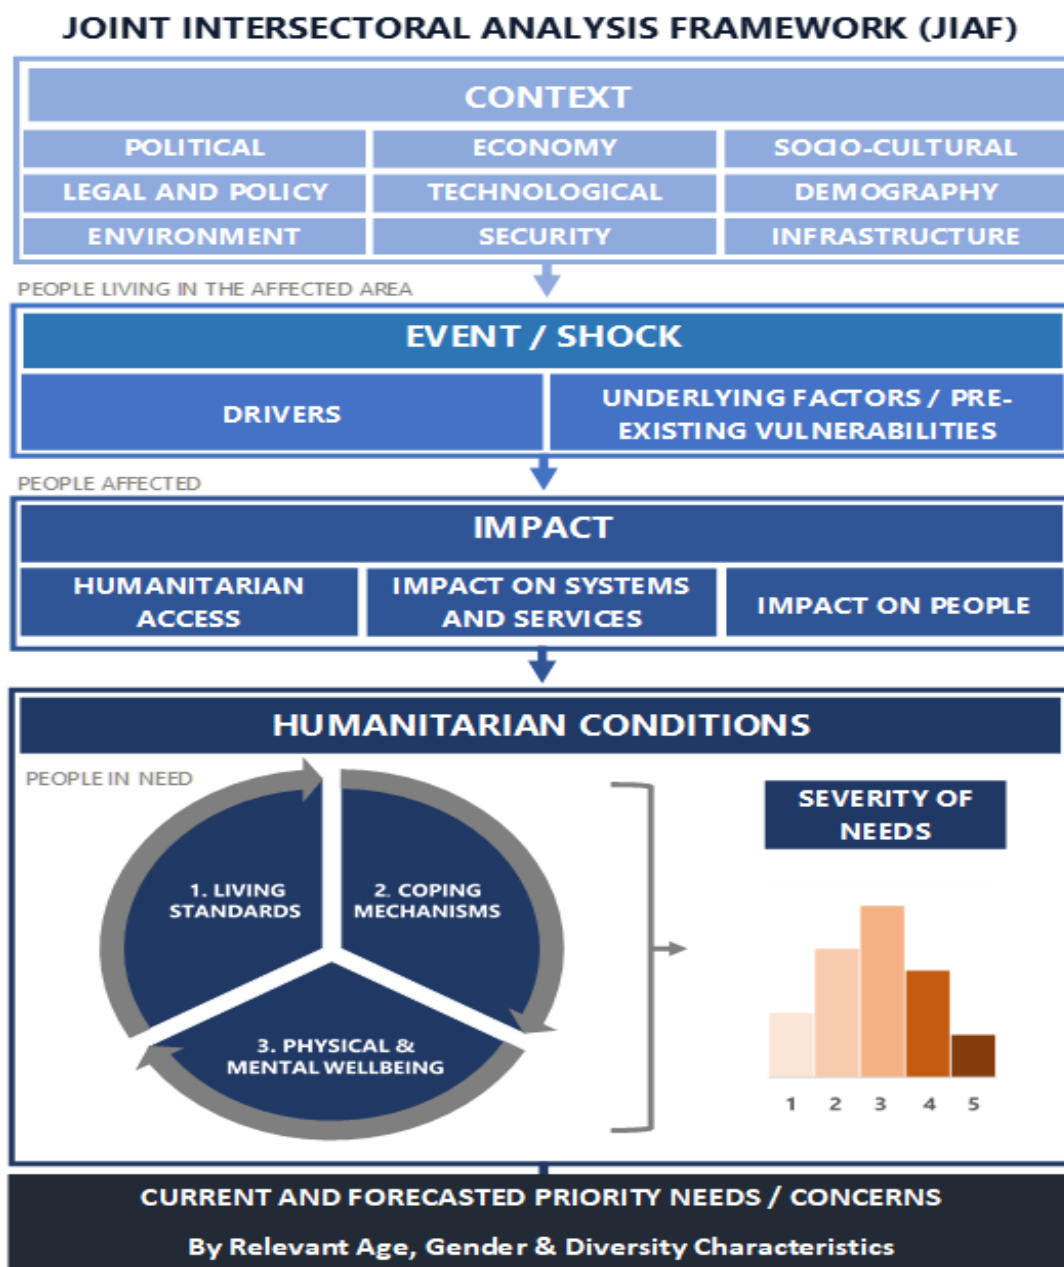 JOINT INTERSECTORAL ANALYSIS FRAMEWORK (JIAF)
CONTEXT
POLITICAL
ECONOMY
SOCIO-CULTURAL
LEGAL AND POLICY
TECHNOLOGICAL
DEMOGRAPHY
ENVIRONMENT
SECURITY
INFRASTRUCTURE
PEOPLE LIVING IN THE AFFECTED AREA
EVENT / SHOCK
DRIVERS
UNDERLYING FACTORS / PRE-
EXISTING VULNERABILITIES
PEOPLE AFFECTED
IMPACT
HUMANITARIAN
ACCESS
IMPACT ON SYSTEMS
AND SERVICES
IMPACT ON PEOPLE
HUMANITARIAN CONDITIONS
PEOPLE IN NEED
1. LIVING
STANDARDS
2. COPING
MECHANISMS
3. PHYSICAL &
MENTAL WELLBEING
SEVERITY OF
NEEDS
1 2 3 4 5
CURRENT AND FORECASTED PRIORITY NEEDS / CONCERNS
By Relevant Age, Gender & Diversity Characteristics